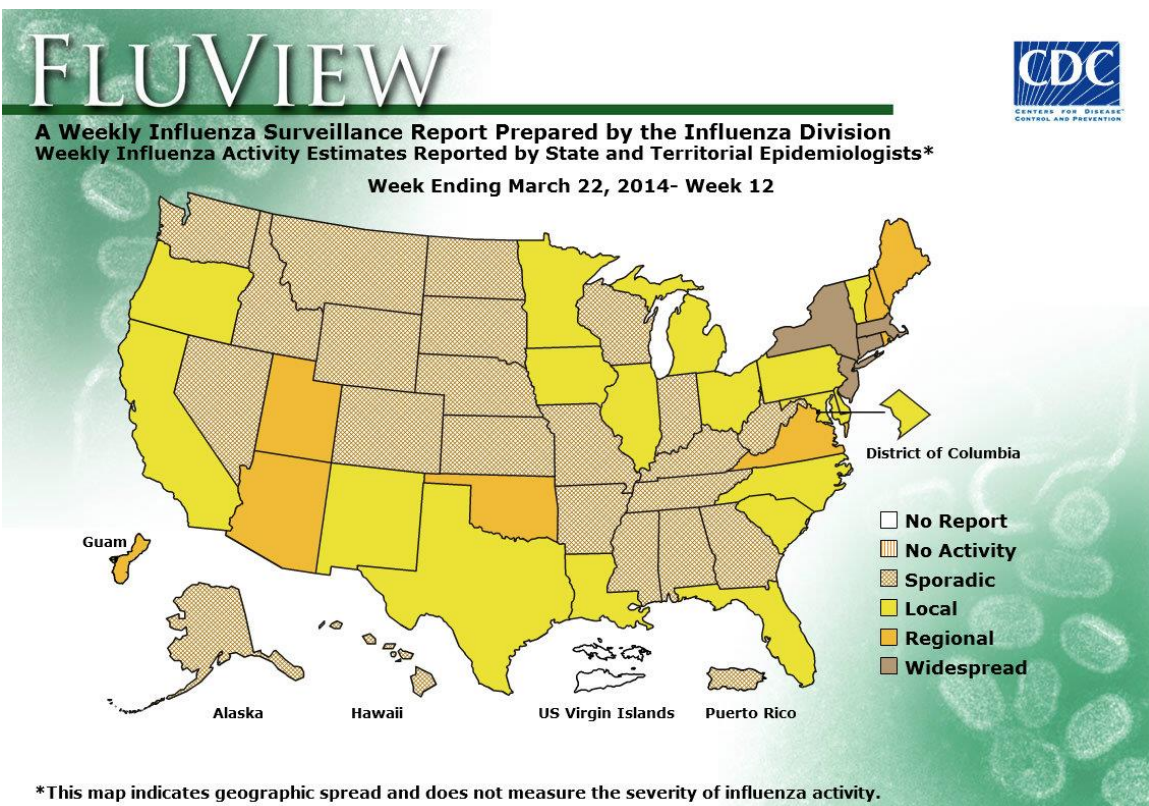 FLUVIEW
CDC
CENTERS FOR DISEASE
CONTROL AND PREVENTION
A Weekly Influenza Surveillance Report Prepared by the Influenza Division
Weekly Influenza Activity Estimates Reported by State and Territorial Epidemiologists*
Week Ending March 22, 2014- Week 12
District of Columbia
Guam
No Report
No Activity
Sporadic
Local
Regional
Widespread
Alaska
Hawaii
US Virgin Islands
Puerto Rico
*This map indicates geographic spread and does not measure the severity of influenza activity.